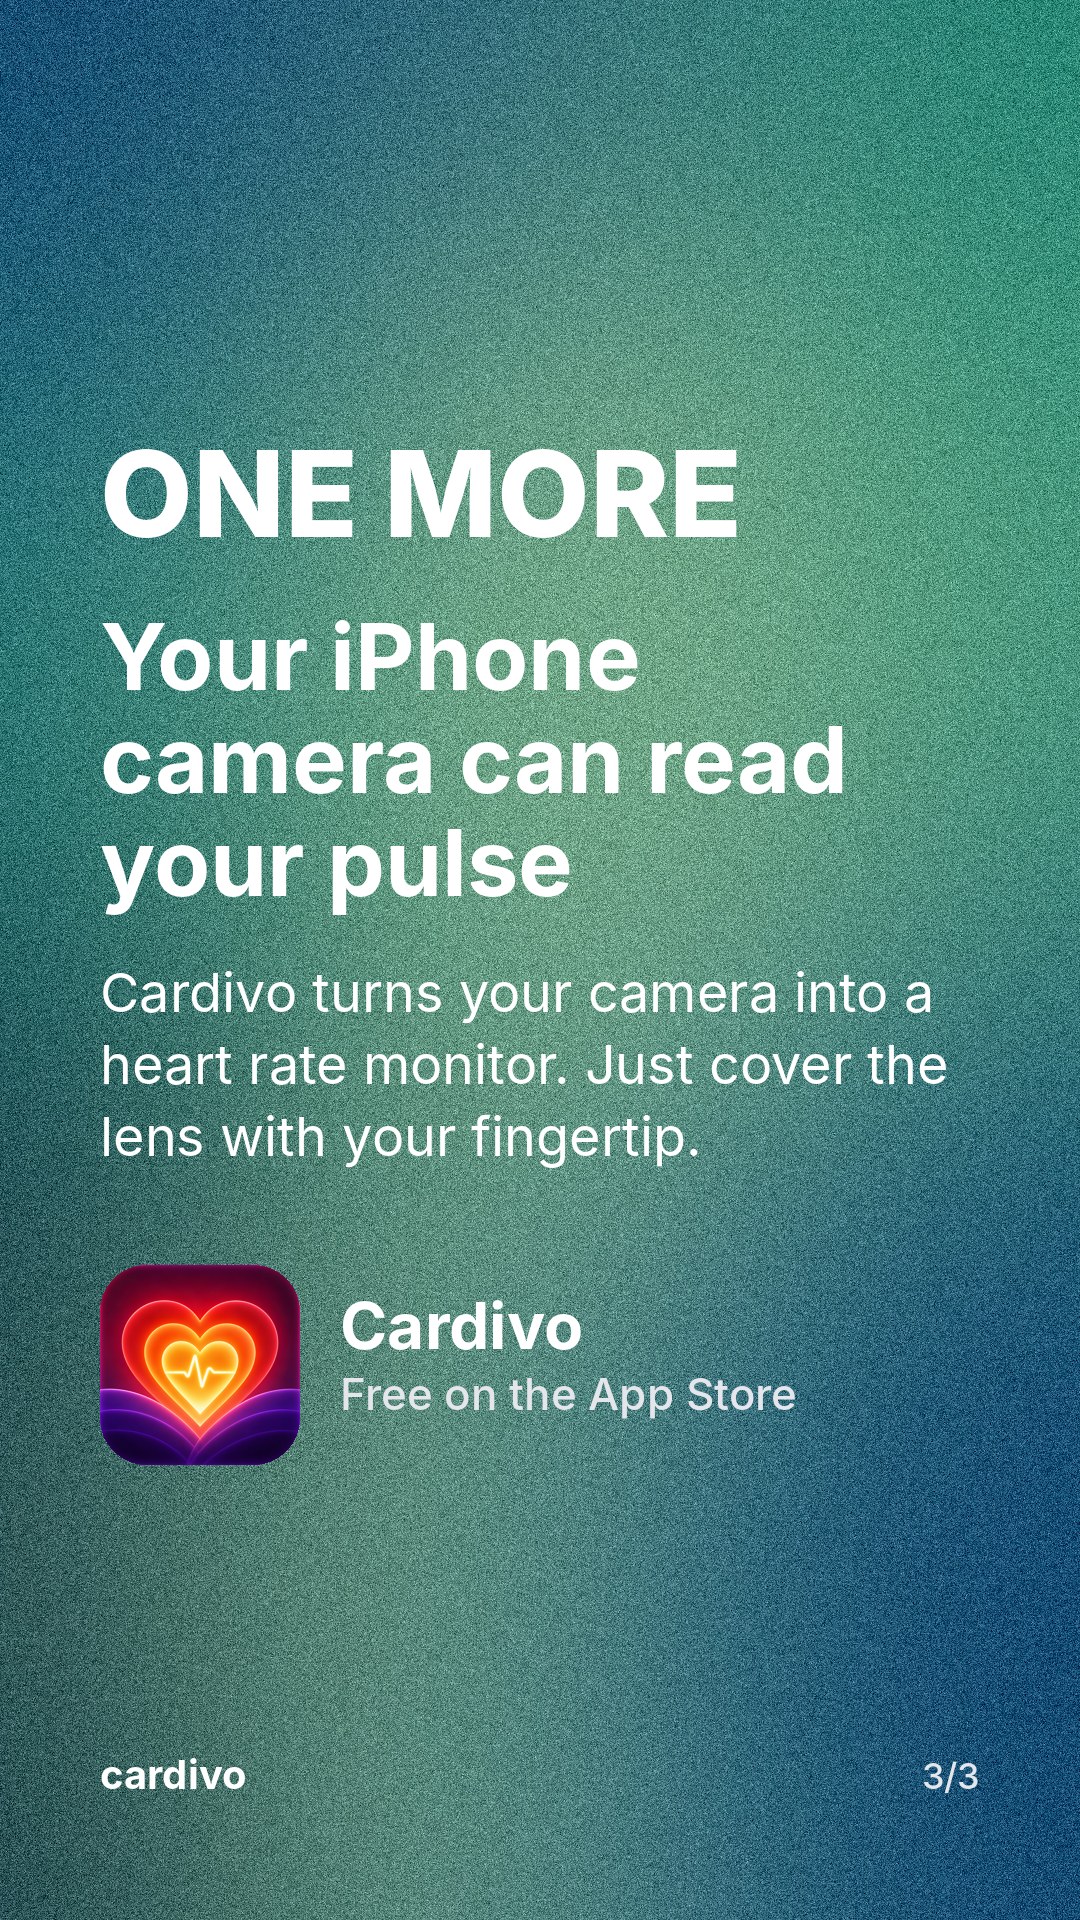 ONE MORE
Your iPhone
camera can read
your pulse
Cardivo turns your camera into a
heart rate monitor. Just cover the
lens with your fingertip.
Cardivo
Free on the App Store
cardivo
3/3